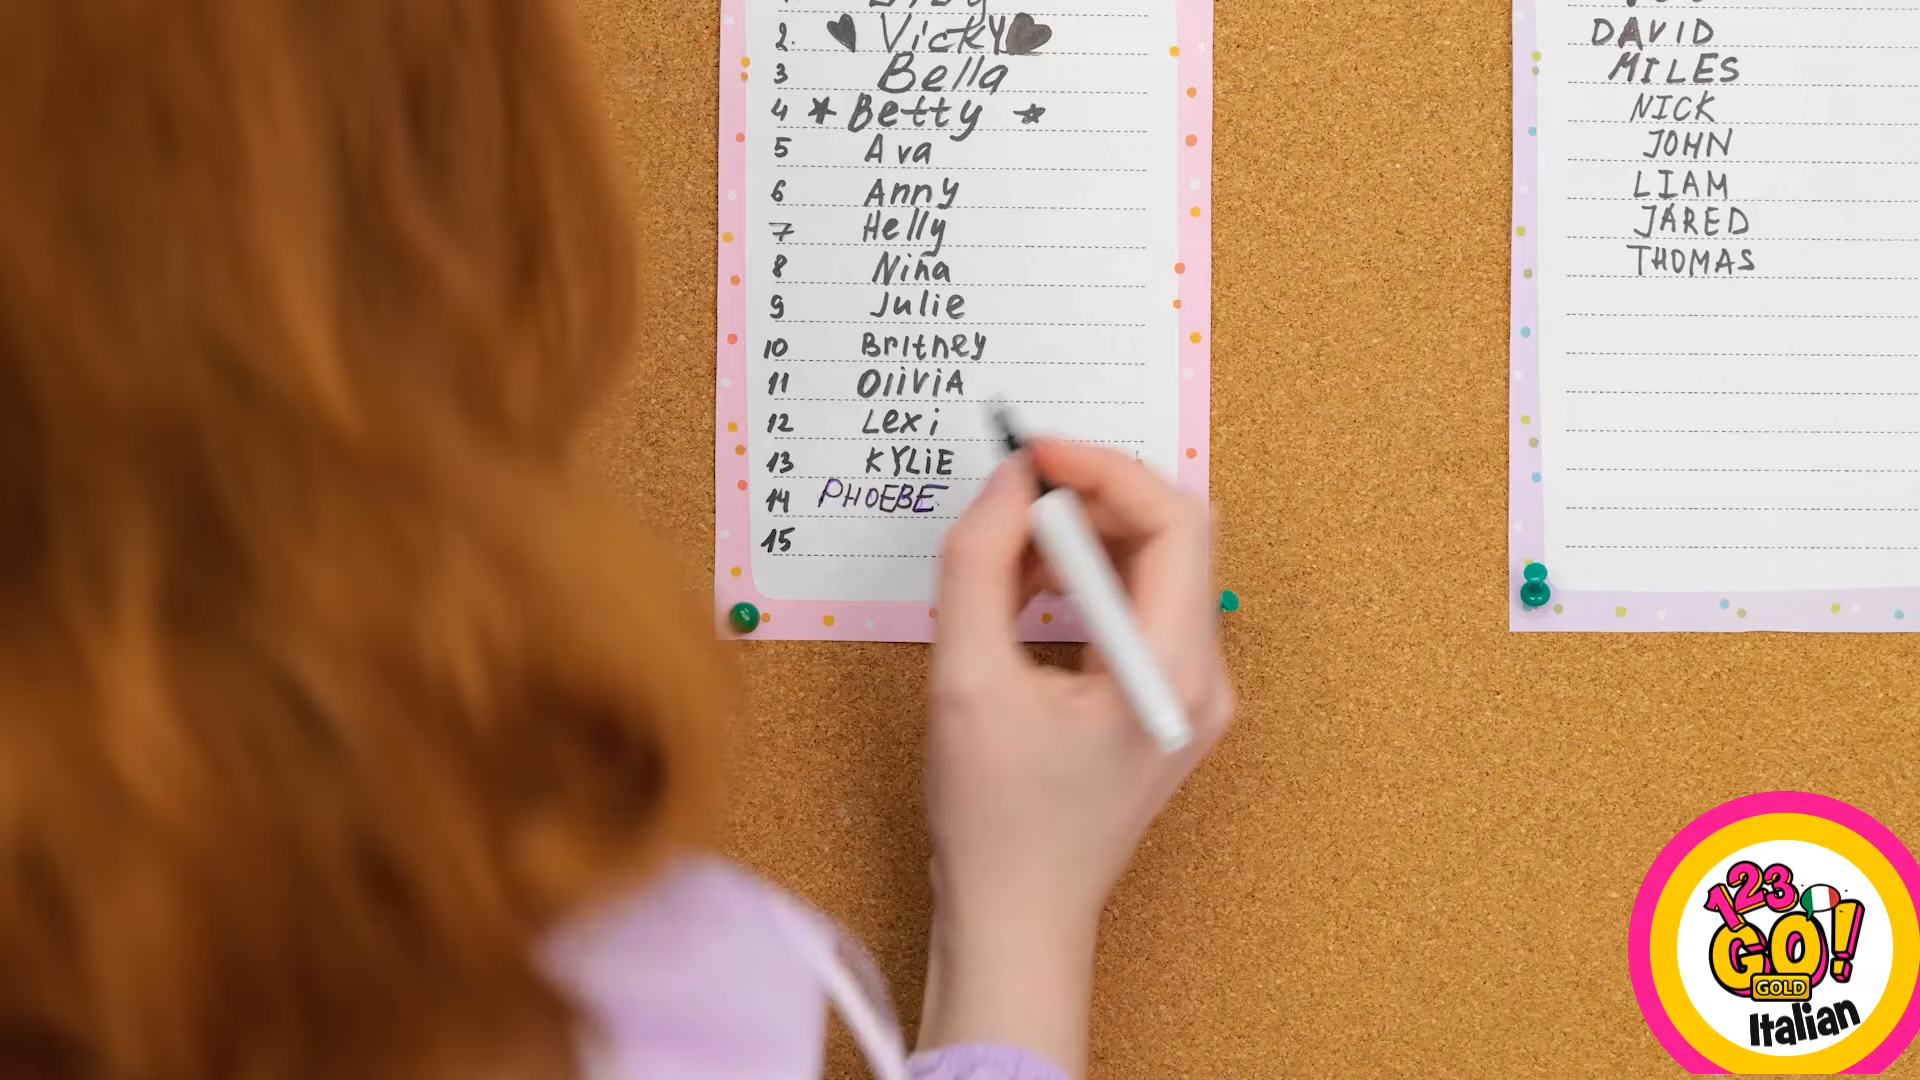 2. Vicky
3 Bella
4 * Betty *
5 Ava
6 Anny
7 Helly
8 Nina
9 Julie
10 Britney
11 OliViA
12 Lexi
13 KYLiE
14 PHOEBE
15
DAVID
MILES
NICK
JOHN
LIAM
JARED
THOMAS
123
GO!
GOLD
Italian